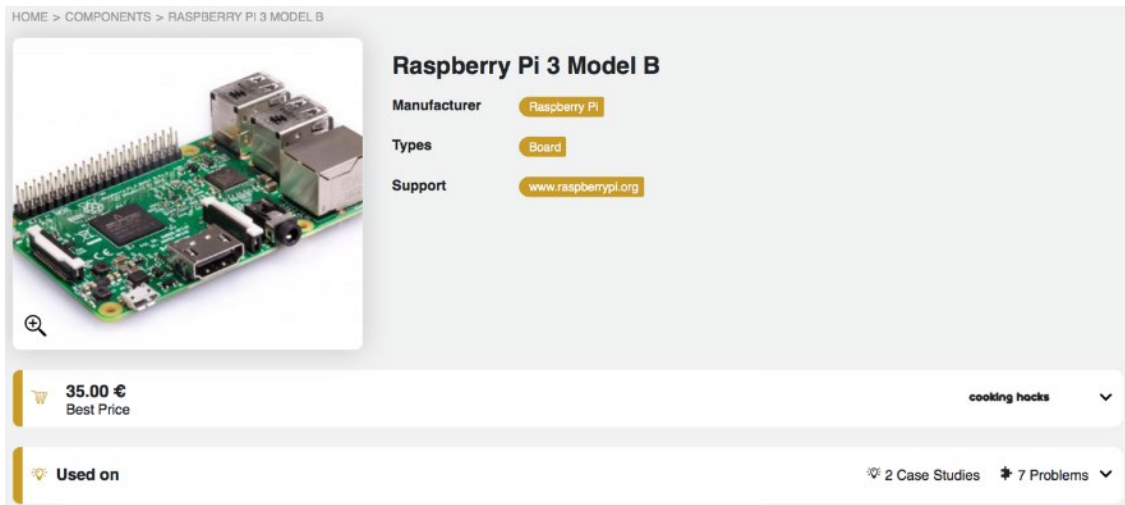 HOME > COMPONENTS > RASPBERRY PI 3 MODEL B
Raspberry Pi 3 Model B
Manufacturer Raspberry Pi
Types Board
Support www.raspberrypi.org
35.00 €
Best Price
cooking hacks
Used on
2 Case Studies 7 Problems